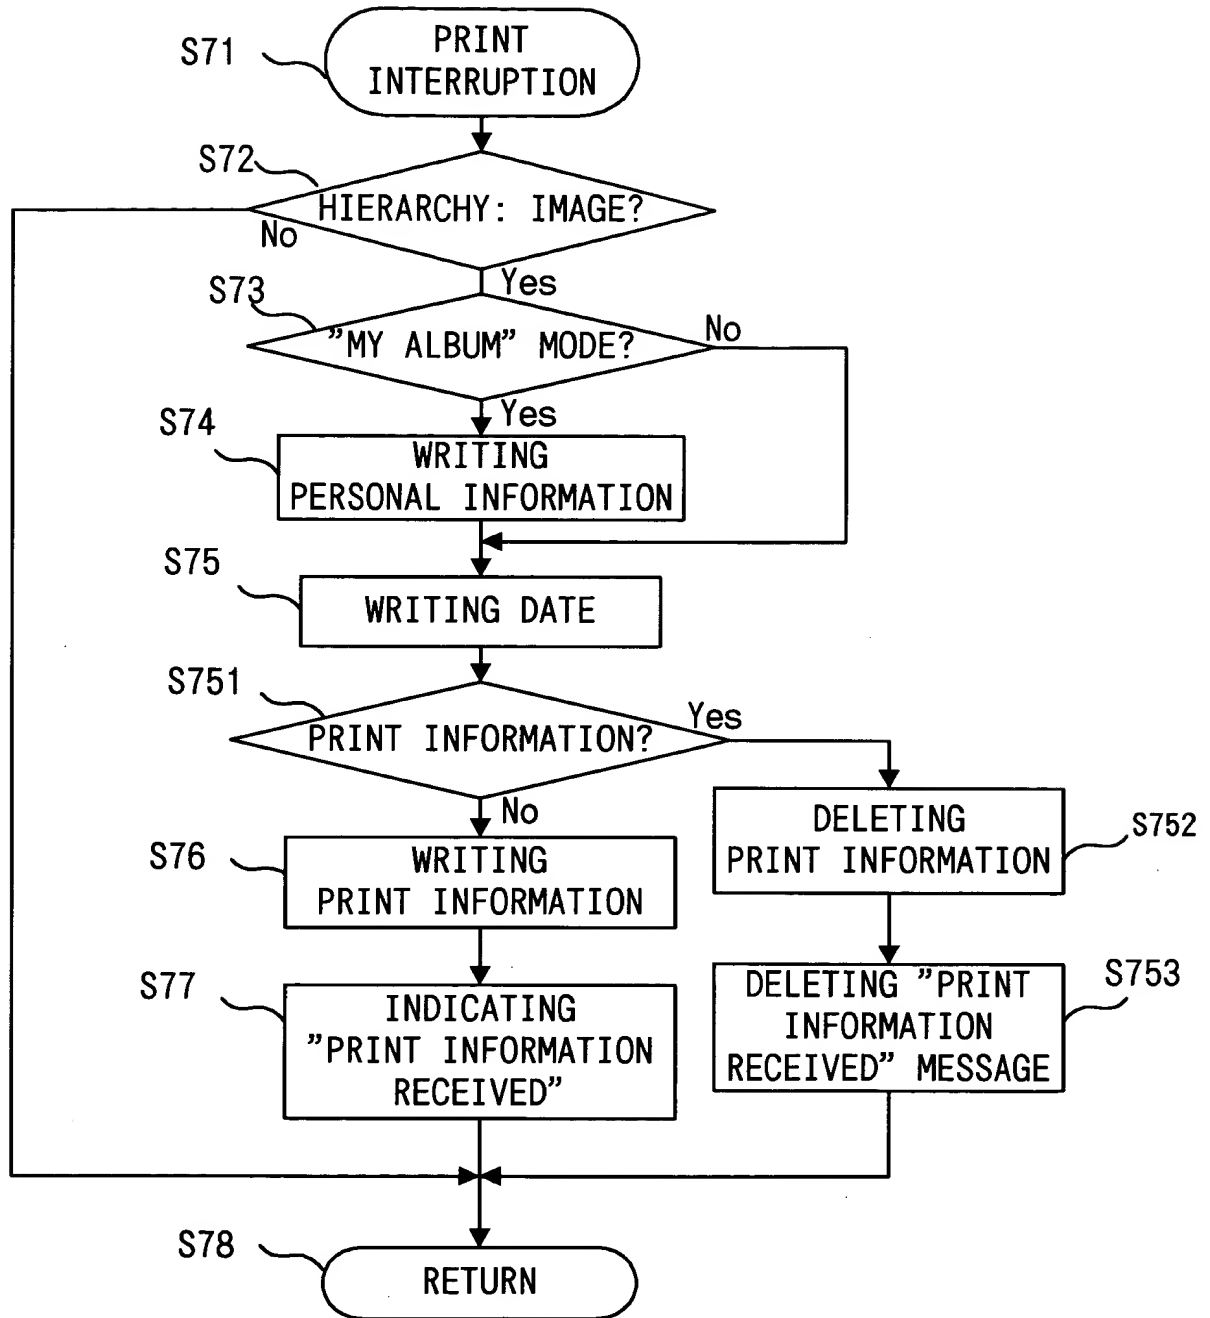 S71
PRINT
INTERRUPTION
S72
HIERARCHY: IMAGE?
No
Yes
S73
"MY ALBUM" MODE?
No
Yes
S74
WRITING
PERSONAL INFORMATION
S75
WRITING DATE
S751
PRINT INFORMATION?
Yes
No
S76
WRITING
PRINT INFORMATION
DELETING
PRINT INFORMATION
S752
S77
INDICATING
"PRINT INFORMATION
RECEIVED"
DELETING "PRINT
INFORMATION
RECEIVED" MESSAGE
S753
S78
RETURN